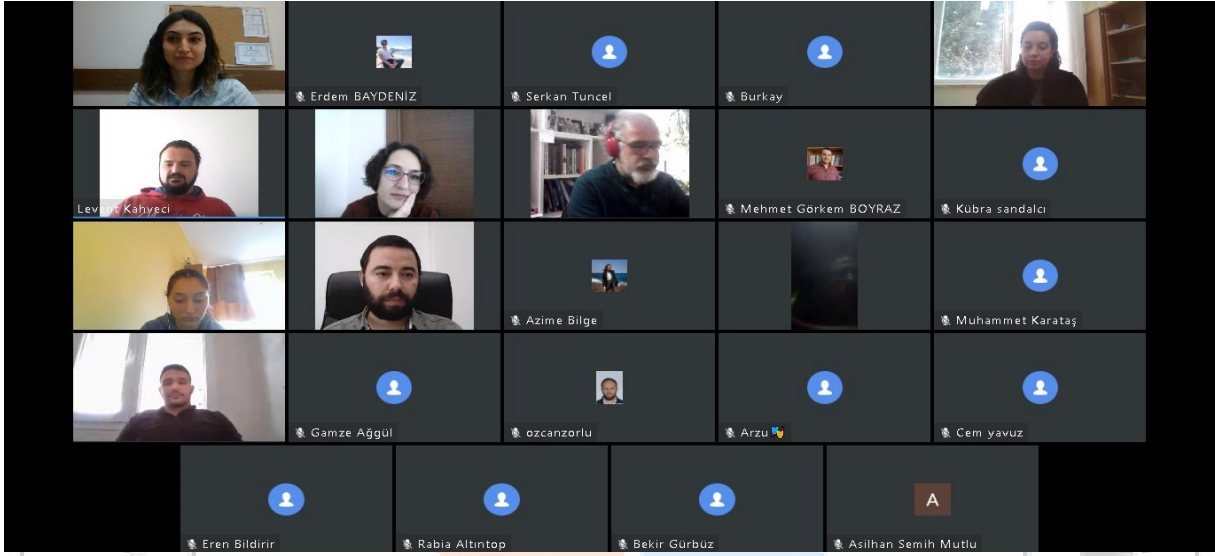 Erdem BAYDENİZ
Serkan Tuncel
Burkay
Levent Kahveci
Mehmet Görkem BOYRAZ
Kübra sandalcı
Azime Bilge
Muhammet Karataş
Gamze Ağgül
ozcanzorlu
Arzu🎭
Cem yavuz
Eren Bildirir
Rabia Altıntop
Bekir Gürbüz
A
Asilhan Semih Mutlu